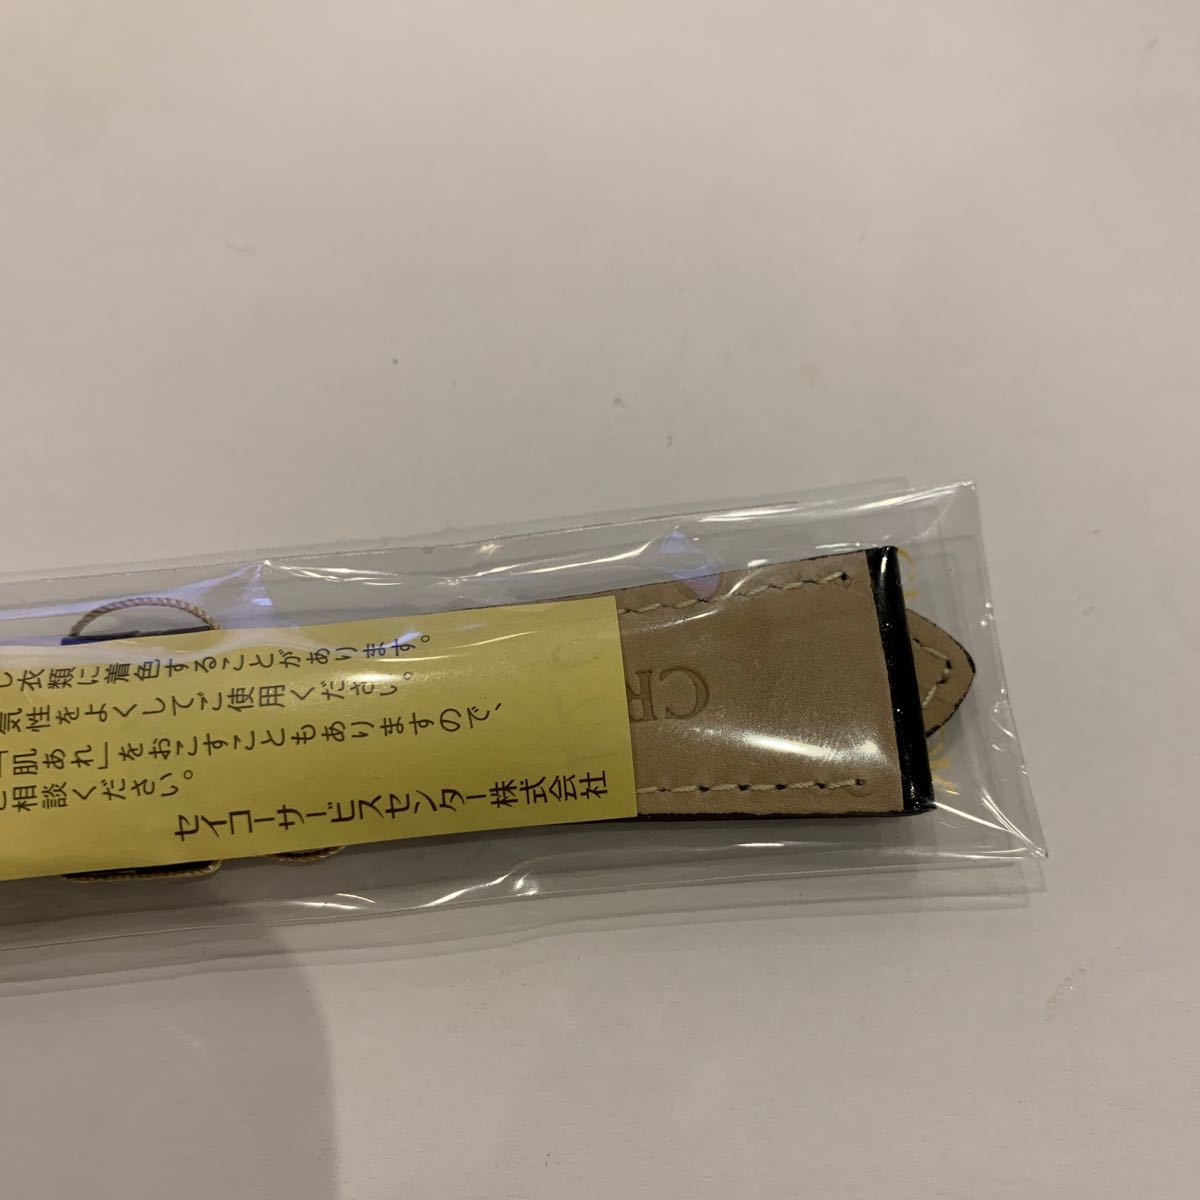 し衣類に着色することがあります。
気性をよくしてご使用ください。
「肌あれ」をおこすこともありますので、
ご相談ください。
セイコーサービスセンター株式会社
CR